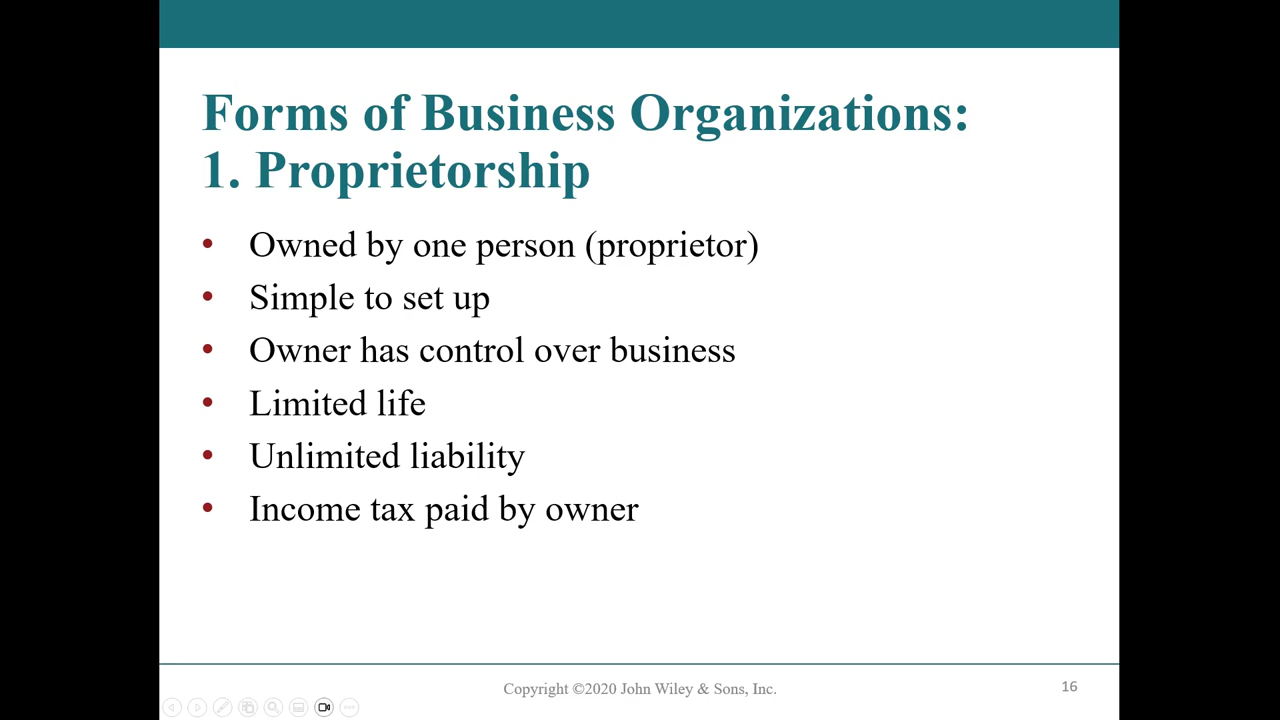 Forms of Business Organizations:
1. Proprietorship
• Owned by one person (proprietor)
• Simple to set up
• Owner has control over business
• Limited life
• Unlimited liability
• Income tax paid by owner
Copyright ©2020 John Wiley & Sons, Inc.
16